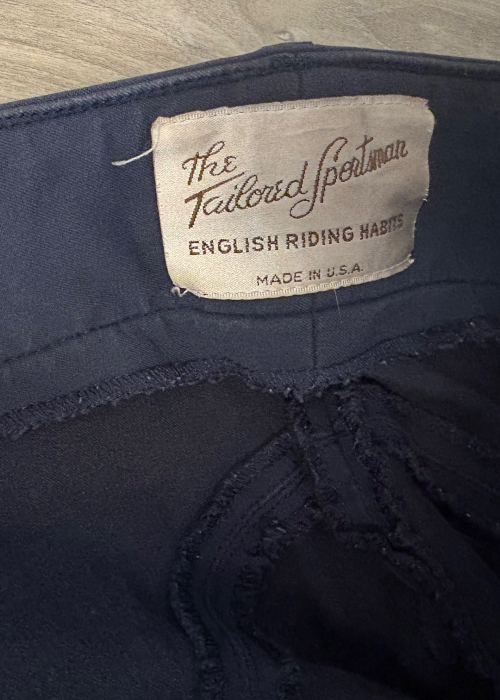 The
Tailored Sportsman
ENGLISH RIDING HABITS
MADE IN U.S.A.